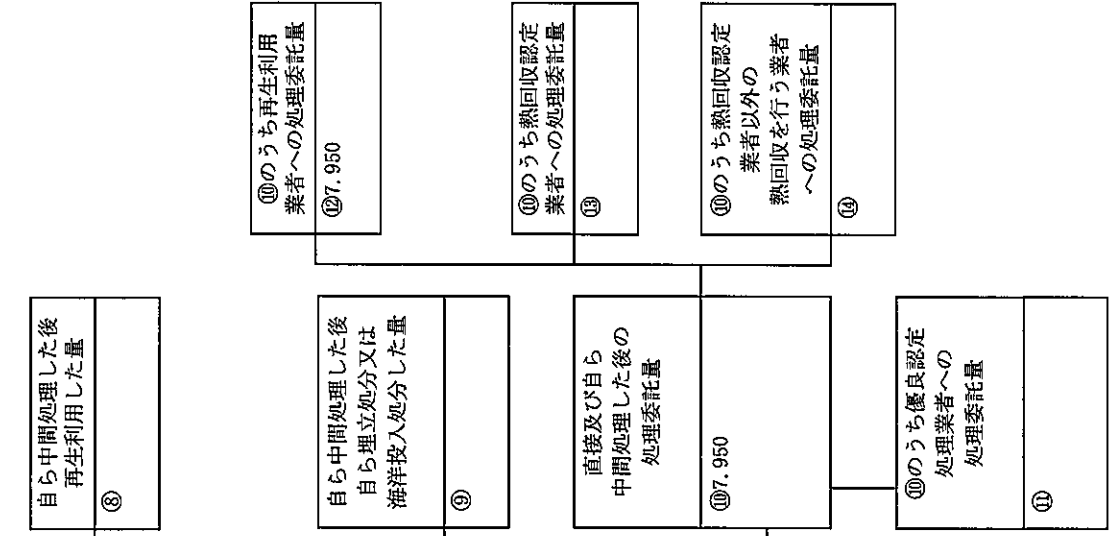 自ら中間処理した後
再生利用した量
⑧
自ら中間処理した後
自ら埋立処分又は
海洋投入処分した量
⑨
直接及び自ら
中間処理した後の
処理委託量
⑩7.950
⑩のうち優良認定
処理業者への
処理委託量
⑪
⑩のうち再生利用
業者への処理委託量
⑫7.950
⑩のうち熱回収認定
業者への処理委託量
⑬
⑩のうち熱回収認定
業者以外の
熱回収を行う業者
への処理委託量
⑭